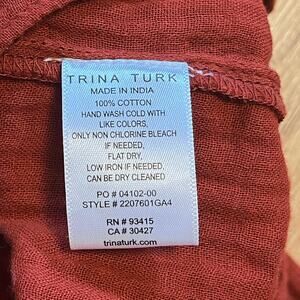 TRINA TURK
MADE IN INDIA
100% COTTON
HAND WASH COLD WITH
LIKE COLORS,
ONLY NON CHLORINE BLEACH
IF NEEDED,
FLAT DRY,
LOW IRON IF NEEDED,
CAN BE DRY CLEANED
PO # 04102-00
STYLE # 2207601GA4
RN # 93415
CA # 30427
trinaturk.com